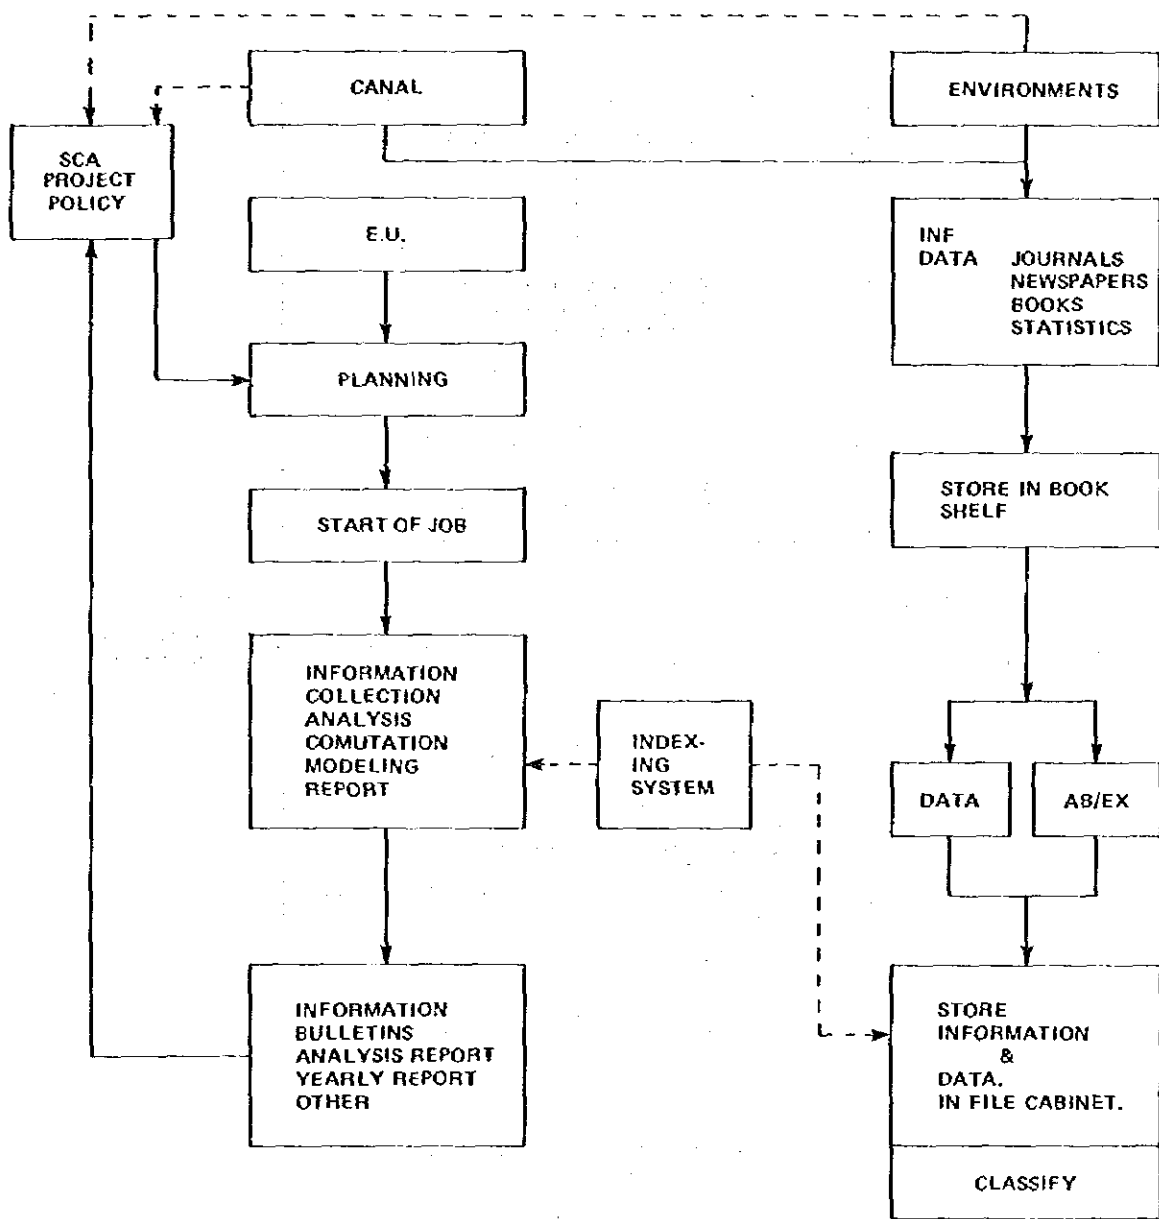 CANAL
ENVIRONMENTS
SCA
PROJECT
POLICY
E.U.
INF
DATA JOURNALS
NEWSPAPERS
BOOKS
STATISTICS
PLANNING
STORE IN BOOK
SHELF
START OF JOB
INFORMATION
COLLECTION
ANALYSIS
COMUTATION
MODELING
REPORT
INDEX-
ING
SYSTEM
DATA
AB/EX
INFORMATION
BULLETINS
ANALYSIS REPORT
YEARLY REPORT
OTHER
STORE
INFORMATION
&
DATA.
IN FILE CABINET.
CLASSIFY